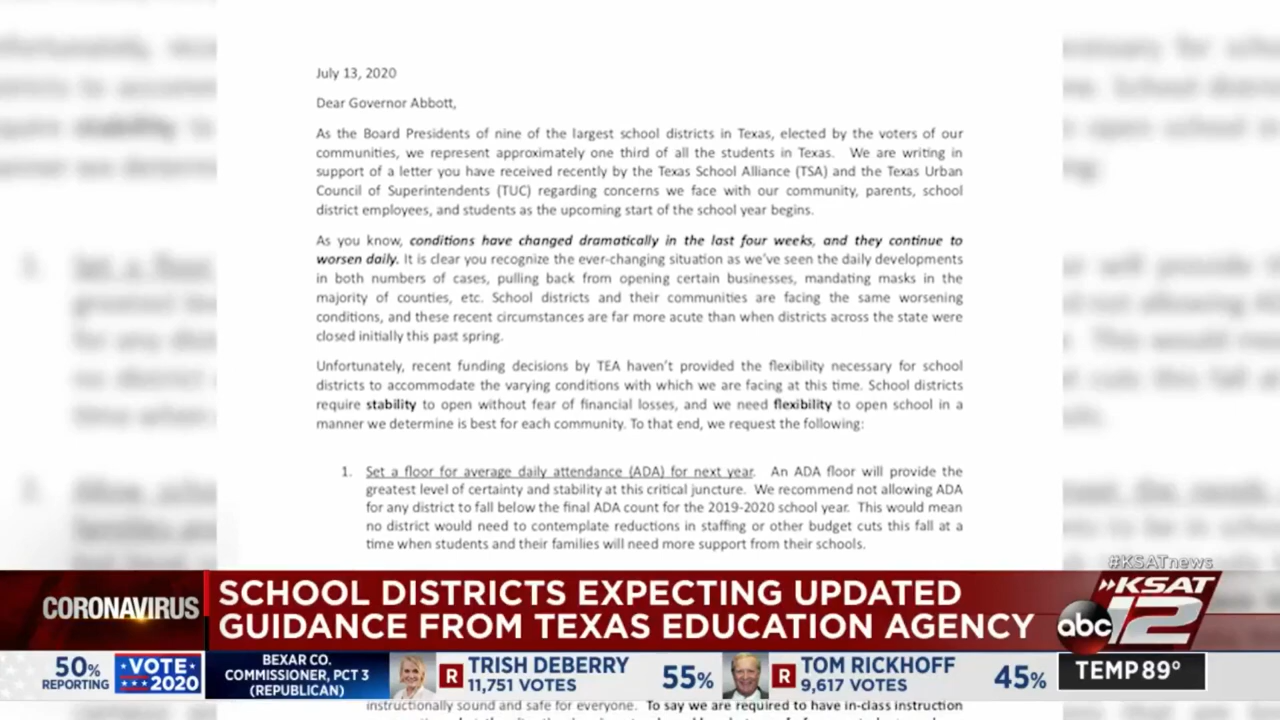 July 13, 2020
Dear Governor Abbott,
As the Board Presidents of nine of the largest school districts in Texas, elected by the voters of our
communities, we represent approximately one third of all the students in Texas. We are writing in
support of a letter you have received recently by the Texas School Alliance (TSA) and the Texas Urban
Council of Superintendents (TUC) regarding concerns we face with our community, parents, school
district employees, and students as the upcoming start of the school year begins.
As you know, conditions have changed dramatically in the last four weeks, and they continue to
worsen daily. It is clear you recognize the ever-changing situation as we've seen the daily developments
in both numbers of cases, pulling back from opening certain businesses, mandating masks in the
majority of counties, etc. School districts and their communities are facing the same worsening
conditions, and these recent circumstances are far more acute than when districts across the state were
closed initially this past spring.
Unfortunately, recent funding decisions by TEA haven't provided the flexibility necessary for school
districts to accommodate the varying conditions with which we are facing at this time. School districts
require stability to open without fear of financial losses, and we need flexibility to open school in a
manner we determine is best for each community. To that end, we request the following:
1. Set a floor for average daily attendance (ADA) for next year. An ADA floor will provide the
greatest level of certainty and stability at this critical juncture. We recommend not allowing ADA
for any district to fall below the final ADA count for the 2019-2020 school year. This would mean
no district would need to contemplate reductions in staffing or other budget cuts this fall at a
time when students and their families will need more support from their schools.
#KSATnews
CORONAVIRUS
SCHOOL DISTRICTS EXPECTING UPDATED
GUIDANCE FROM TEXAS EDUCATION AGENCY
abc KSAT 12
TEMP 89°
50% REPORTING
VOTE 2020
BEXAR CO.
COMMISSIONER, PCT 3
(REPUBLICAN)
R TRISH DEBERRY
11,751 VOTES
55%
R TOM RICKHOFF
9,617 VOTES
45%
instructionally sound and safe for everyone. To say we are required to have in-class instruction